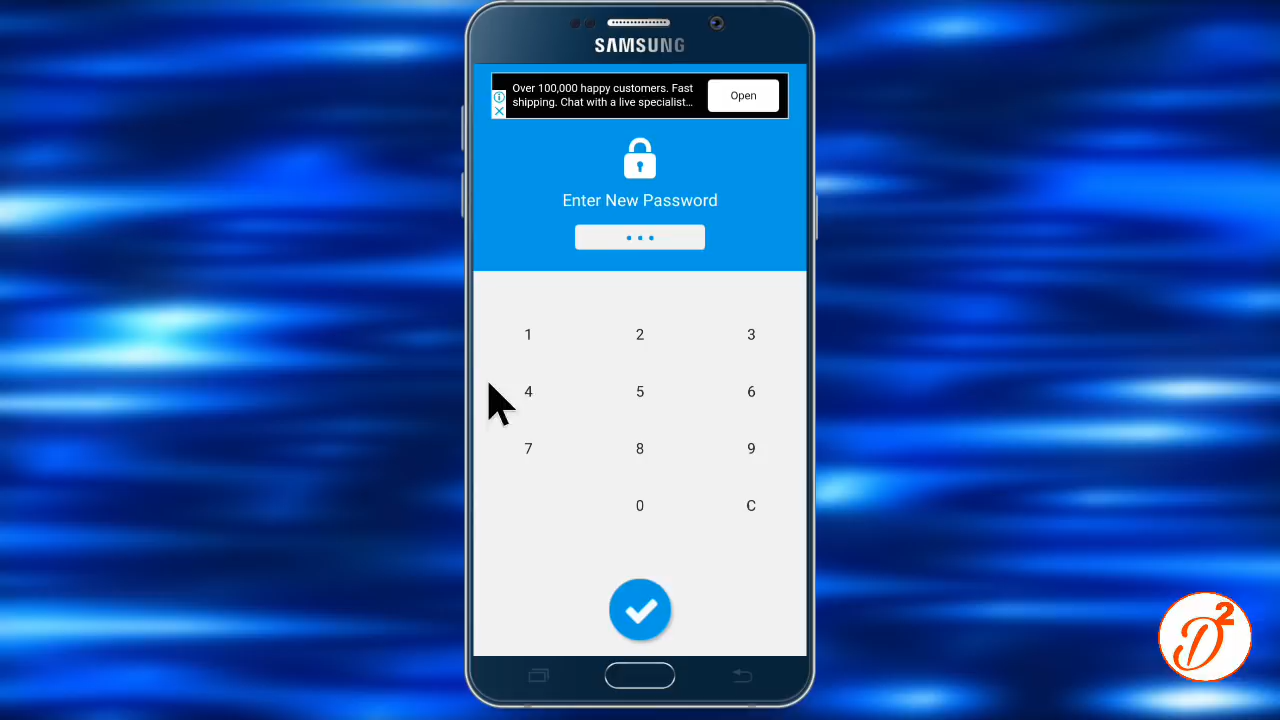 SAMSUNG
Over 100,000 happy customers. Fast
shipping. Chat with a live specialist...
Open
Enter New Password
1 2 3
4 5 6
7 8 9
0 C
D2